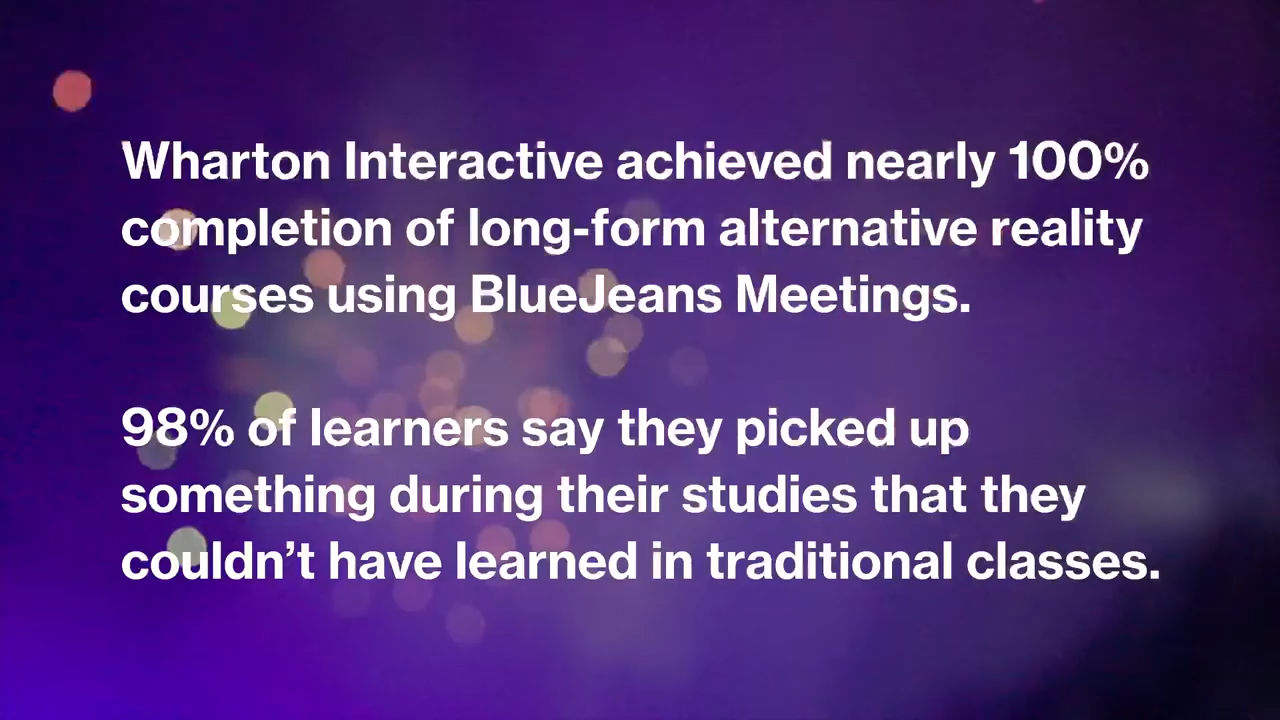 Wharton Interactive achieved nearly 100%
completion of long-form alternative reality
courses using BlueJeans Meetings.
98% of learners say they picked up
something during their studies that they
couldn’t have learned in traditional classes.